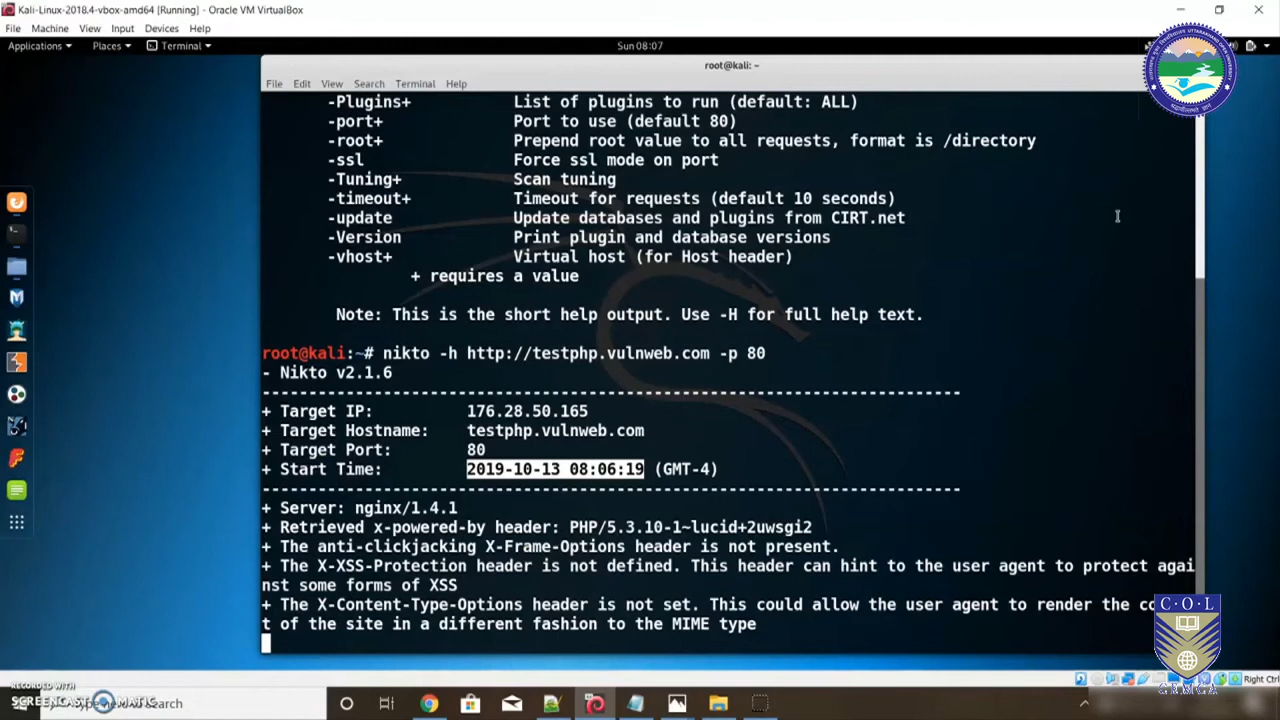 Kali-Linux-2018.4-vbox-amd64 [Running] - Oracle VM VirtualBox
File Machine View Input Devices Help
Applications Places Terminal
Sun 08:07
root@kali: ~
File Edit View Search Terminal Help
-Plugins+ List of plugins to run (default: ALL)
-port+ Port to use (default 80)
-root+ Prepend root value to all requests, format is /directory
-ssl Force ssl mode on port
-Tuning+ Scan tuning
-timeout+ Timeout for requests (default 10 seconds)
-update Update databases and plugins from CIRT.net
-Version Print plugin and database versions
-vhost+ Virtual host (for Host header)
+ requires a value
Note: This is the short help output. Use -H for full help text.
root@kali:~# nikto -h http://testphp.vulnweb.com -p 80
- Nikto v2.1.6
---------------------------------------------------------------------------
+ Target IP: 176.28.50.165
+ Target Hostname: testphp.vulnweb.com
+ Target Port: 80
+ Start Time: 2019-10-13 08:06:19 (GMT-4)
---------------------------------------------------------------------------
+ Server: nginx/1.4.1
+ Retrieved x-powered-by header: PHP/5.3.10-1~lucid+2uwsgi2
+ The anti-clickjacking X-Frame-Options header is not present.
+ The X-XSS-Protection header is not defined. This header can hint to the user agent to protect agai
nst some forms of XSS
+ The X-Content-Type-Options header is not set. This could allow the user agent to render the co
t of the site in a different fashion to the MIME type
C·O·L
CEMCA
Right Ctrl
RECORDED WITH
SCREENCAST MATIC
search